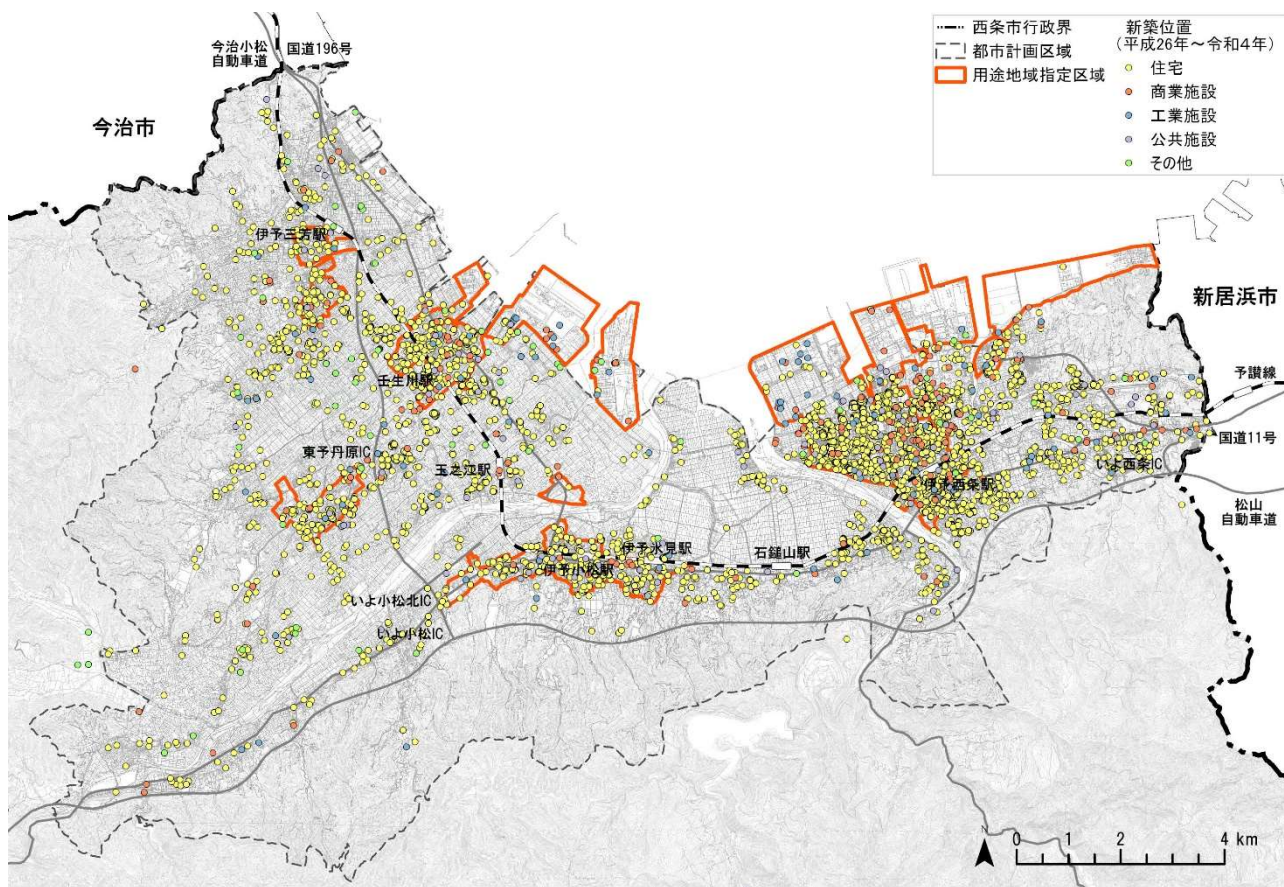 西条市行政界
都市計画区域
用途地域指定区域
新築位置
(平成26年～令和4年)
住宅
商業施設
工業施設
公共施設
その他
今治小松
自動車道
国道196号
今治市
伊予三芳駅
新居浜市
壬生川駅
予讃線
国道11号
東予丹原IC
玉之江駅
いよ西条IC
伊予西条駅
松山
自動車道
伊予氷見駅
石鎚山駅
伊予小松駅
いよ小松北IC
いよ小松IC
N
0 1 2 4 km